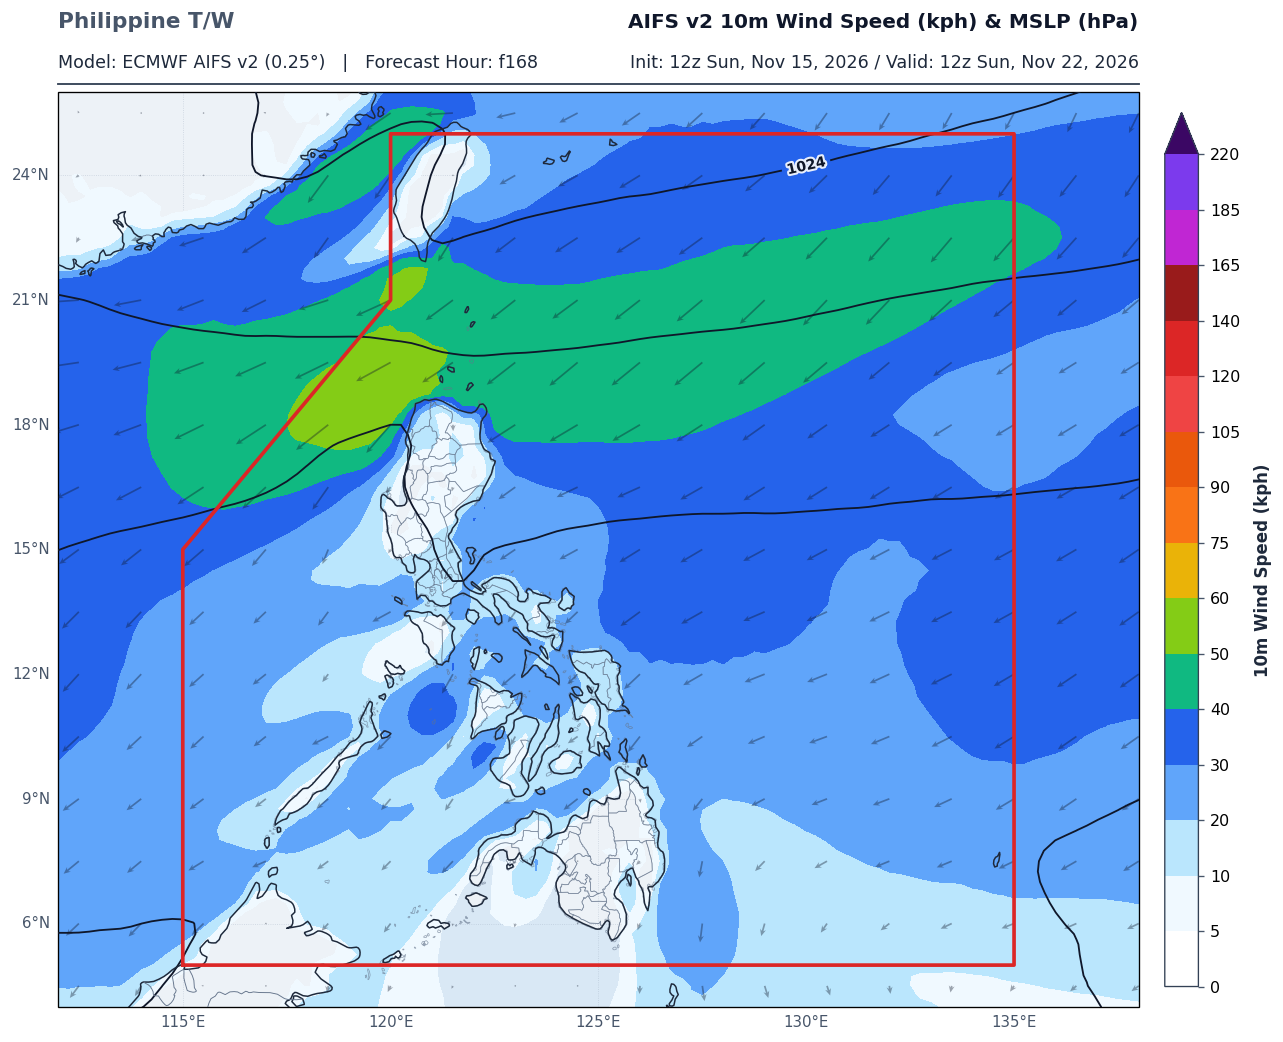 Philippine T/W
AIFS v2 10m Wind Speed (kph) & MSLP (hPa)
Model: ECMWF AIFS v2 (0.25°) | Forecast Hour: f168
Init: 12z Sun, Nov 15, 2026 / Valid: 12z Sun, Nov 22, 2026
24°N
21°N
18°N
15°N
12°N
9°N
6°N
115°E
120°E
125°E
130°E
135°E
1024
220
185
165
140
120
105
90
75
60
50
40
30
20
10
5
0
10m Wind Speed (kph)